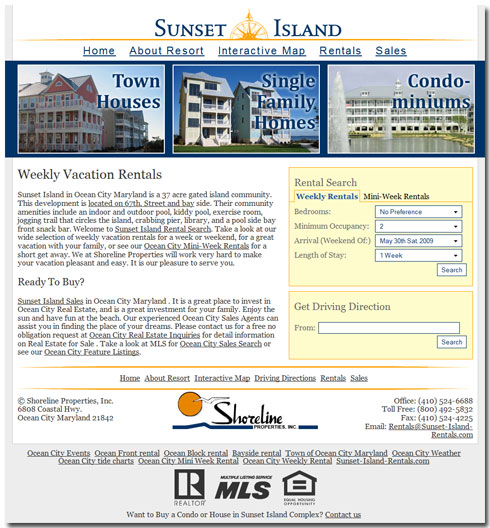 SUNSET ISLAND
Home About Resort Interactive Map Rentals Sales
Town Houses
Single Family Homes
Condo-miniums
Weekly Vacation Rentals
Sunset Island in Ocean City Maryland is a 37 acre gated island community.
This development is located on 67th. Street and bay side. Their community
amenities include an indoor and outdoor pool, kiddy pool, exercise room,
jogging trail that circles the island, crabbing pier, library, and a pool side bay
front snack bar. Welcome to Sunset Island Rental Search. Take a look at our
wide selection of weekly vacation rentals for a week or weekend, for a great
vacation with your family, or see our Ocean City Mini-Week Rentals for a
short get away. We at Shoreline Properties will work very hard to make
your vacation pleasant and easy. It is our pleasure to serve you.
Ready To Buy?
Sunset Island Sales in Ocean City Maryland . It is a great place to invest in
Ocean City Real Estate, and is a great investment for your family. Enjoy the
sun and have fun at the beach. Our experienced Ocean City Sales Agents can
assist you in finding the place of your dreams. Please contact us for a free no
obligation request at Ocean City Real Estate Inquiries for detail information
on Real Estate for Sale . Take a look at MLS for Ocean City Sales Search or
see our Ocean City Feature Listings.
Rental Search
Weekly Rentals Mini-Week Rentals
Bedrooms: No Preference
Minimum Occupancy: 2
Arrival (Weekend Of:) May 30th Sat. 2009
Length of Stay: 1 Week
Search
Get Driving Direction
From:
Search
Home About Resort Interactive Map Driving Directions Rentals Sales
© Shoreline Properties, Inc.
6808 Coastal Hwy.
Ocean City Maryland 21842
Shoreline
PROPERTIES, INC.
Office: (410) 524-6688
Toll Free: (800) 492-5832
Fax: (410) 524-4225
Email: Rentals@Sunset-Island-
Rentals.com
Ocean City Events Ocean Front rental Ocean Block rental Bayside rental Town of Ocean City Maryland Ocean City Weather
Ocean City tide charts Ocean City Mini Week Rental Ocean City Weekly Rental Sunset-Island-Rentals.com
R
REALTOR®
MULTIPLE LISTING SERVICE
MLS
EQUAL HOUSING
OPPORTUNITY
Want to Buy a Condo or House in Sunset Island Complex? Contact us